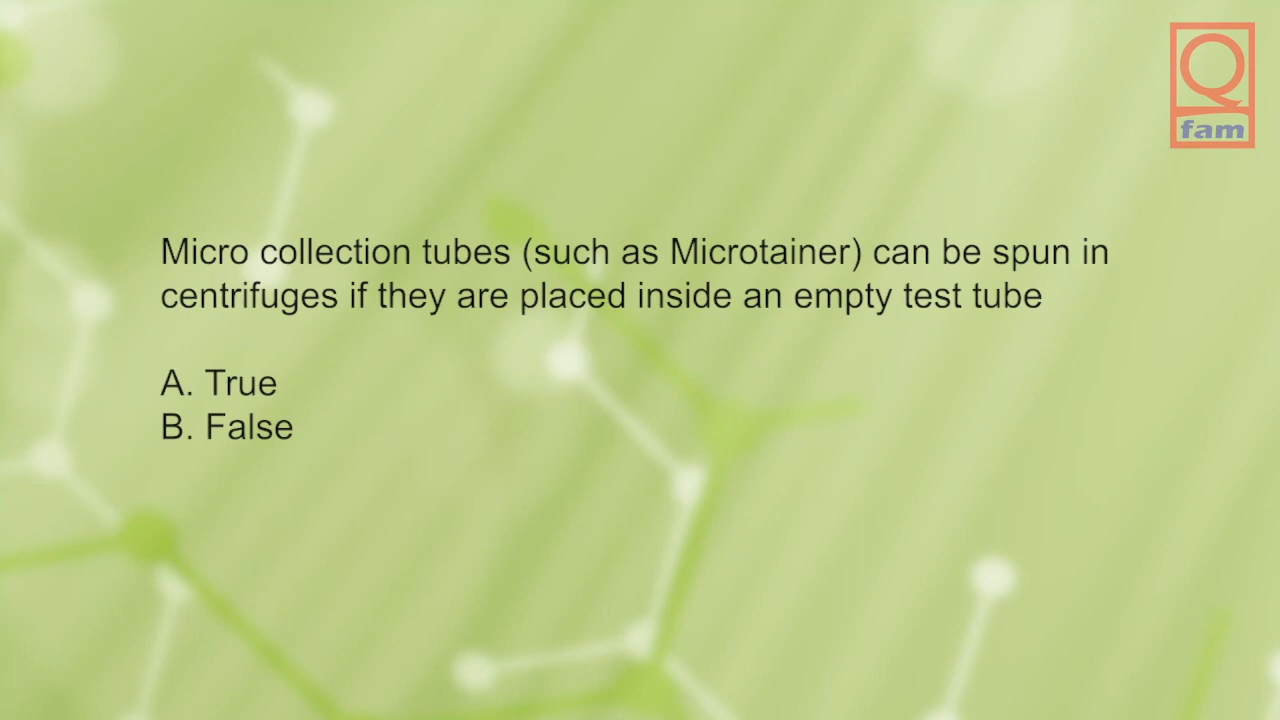 Q
fam
Micro collection tubes (such as Microtainer) can be spun in
centrifuges if they are placed inside an empty test tube
A. True
B. False